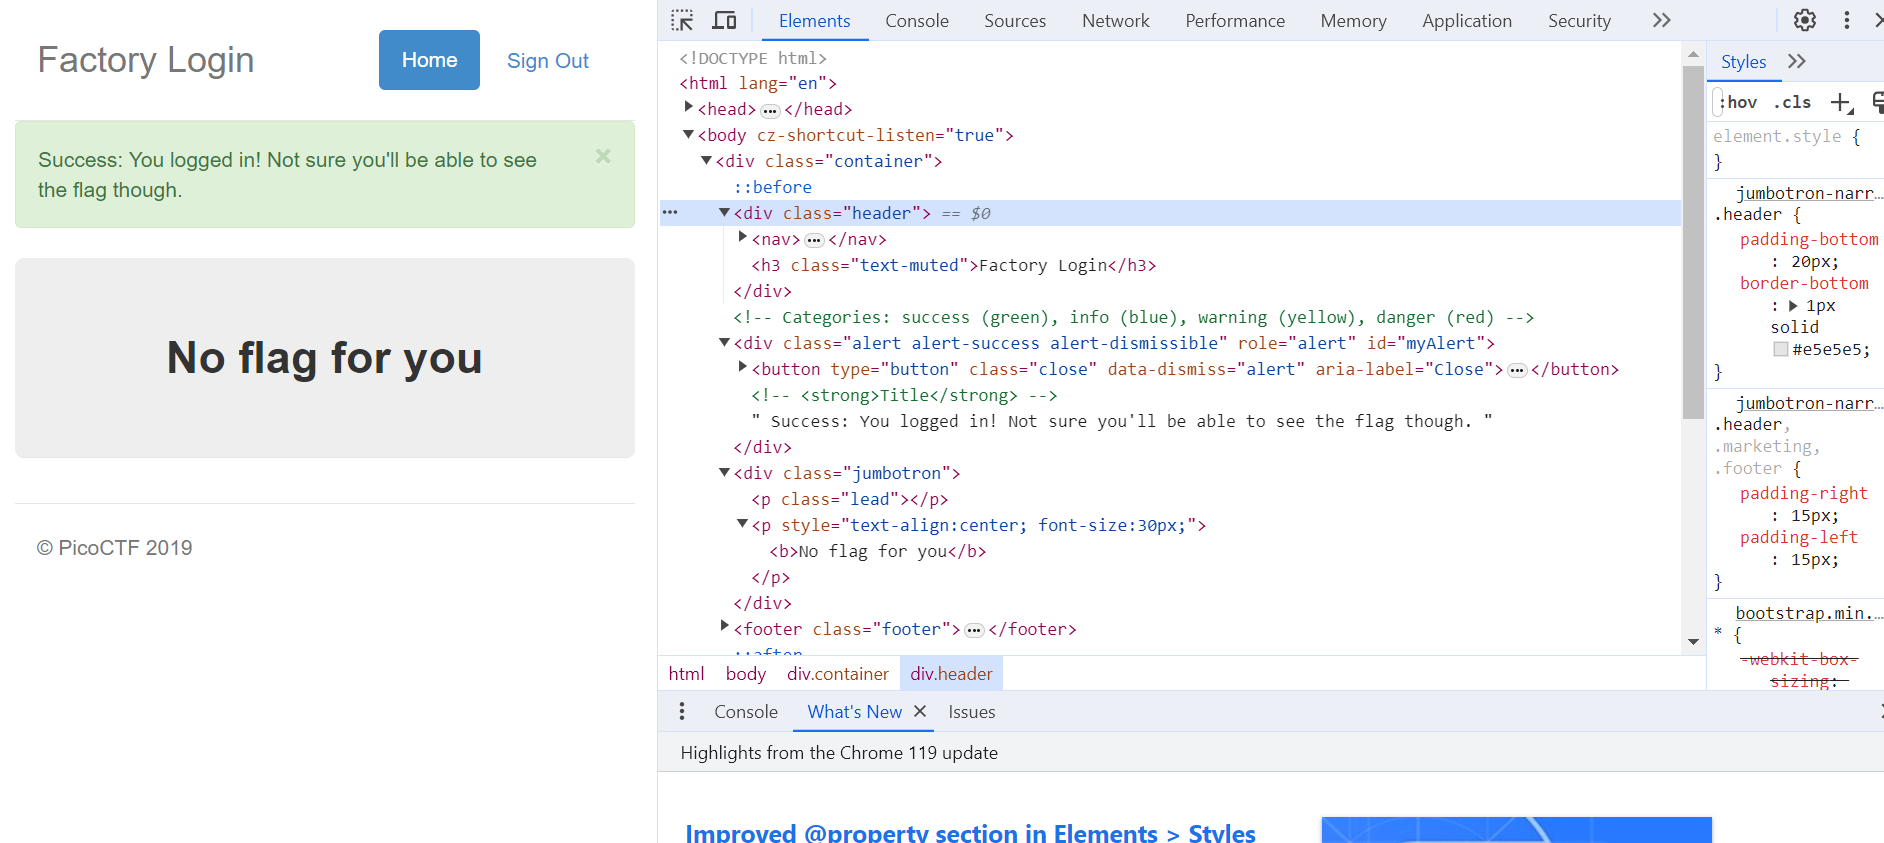 Factory Login
Home
Sign Out
Success: You logged in! Not sure you'll be able to see
the flag though.
×
No flag for you
© PicoCTF 2019
Elements
Console
Sources
Network
Performance
Memory
Application
Security
<!DOCTYPE html>
<html lang="en">
<head>…</head>
<body cz-shortcut-listen="true">
<div class="container">
::before
<div class="header"> == $0
<nav>…</nav>
<h3 class="text-muted">Factory Login</h3>
</div>
<!-- Categories: success (green), info (blue), warning (yellow), danger (red) -->
<div class="alert alert-success alert-dismissible" role="alert" id="myAlert">
<button type="button" class="close" data-dismiss="alert" aria-label="Close">…</button>
<!-- <strong>Title</strong> -->
" Success: You logged in! Not sure you'll be able to see the flag though. "
</div>
<div class="jumbotron">
<p class="lead"></p>
<p style="text-align:center; font-size:30px;">
<b>No flag for you</b>
</p>
</div>
<footer class="footer">…</footer>
::after
html
body
div.container
div.header
Styles
:hov .cls
element.style {
}
jumbotron-narr…
.header {
padding-bottom
: 20px;
border-bottom
: 1px
solid
#e5e5e5;
}
jumbotron-narr…
.header,
.marketing,
.footer {
padding-right
: 15px;
padding-left
: 15px;
}
bootstrap.min.…
* {
-webkit-box-
sizing:
Console
What's New
Issues
Highlights from the Chrome 119 update
Improved @property section in Elements > Styles